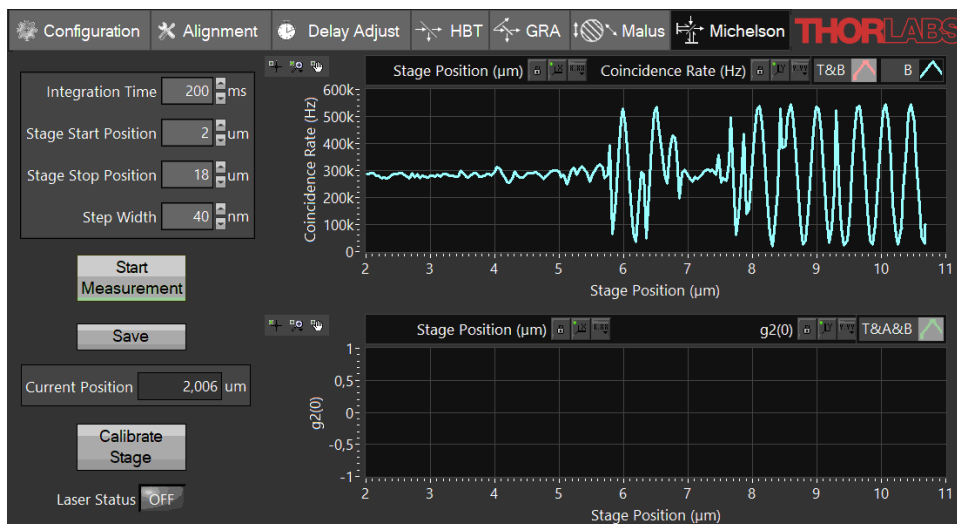 Configuration Alignment Delay Adjust HBT GRA Malus Michelson THORLABS
Integration Time 200 ms
Stage Start Position 2 um
Stage Stop Position 18 um
Step Width 40 nm
Start
Measurement
Save
Current Position 2,006 um
Calibrate
Stage
Laser Status OFF
Stage Position (µm) Coincidence Rate (Hz) T&B B
Coincidence Rate (Hz)
600k
500k
400k
300k
200k
100k
0
2 3 4 5 6 7 8 9 10 11
Stage Position (µm)
Stage Position (µm) g2(0) T&A&B
g2(0)
1
0,5
0
-0,5
-1
2 3 4 5 6 7 8 9 10 11
Stage Position (µm)